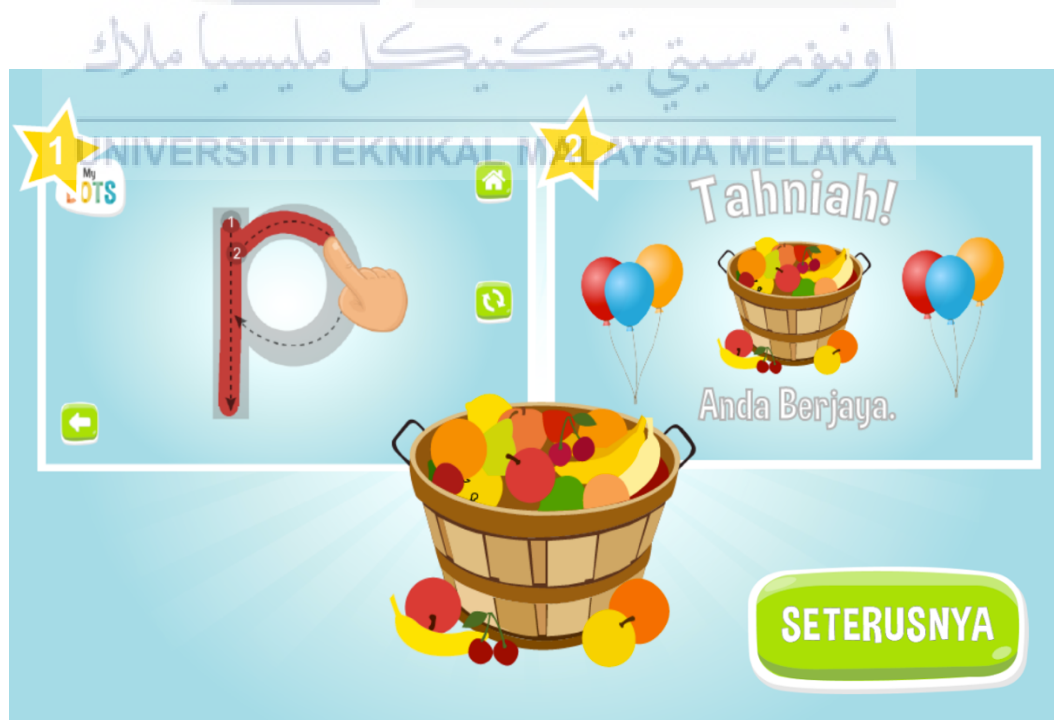 اونيۏرسيتي تيكنيكل مليسيا ملاك
UNIVERSITI TEKNIKAL MALAYSIA MELAKA
1
2
My
DOTS
1
2
Tahniah!
Anda Berjaya.
SETERUSNYA